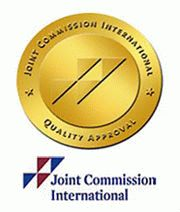 JOINT COMMISSION INTERNATIONAL
QUALITY APPROVAL
Joint Commission
International